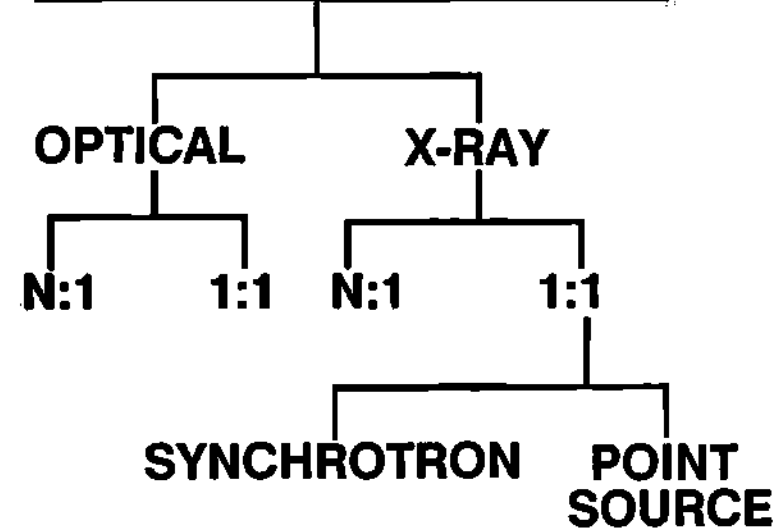 OPTICAL X-RAY
N:1 1:1 N:1 1:1
SYNCHROTRON POINT
SOURCE